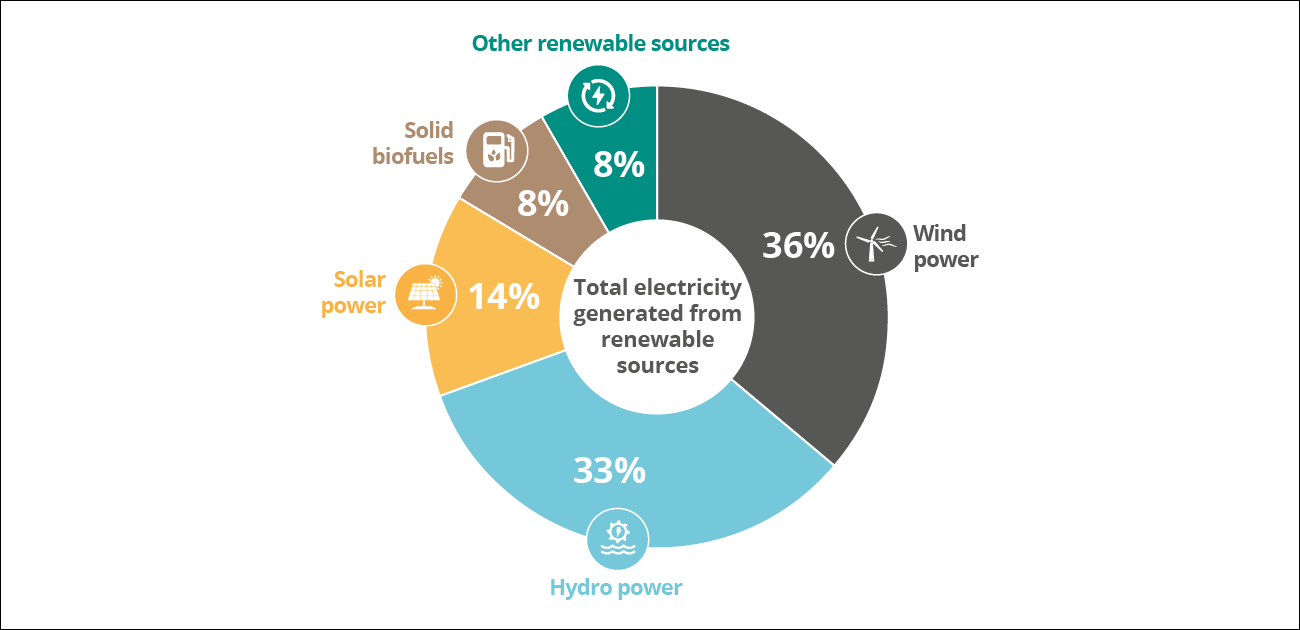 Other renewable sources
8%
Solid
biofuels
8%
Solar
power
14%
36%
Wind
power
Total electricity
generated from
renewable
sources
33%
Hydro power